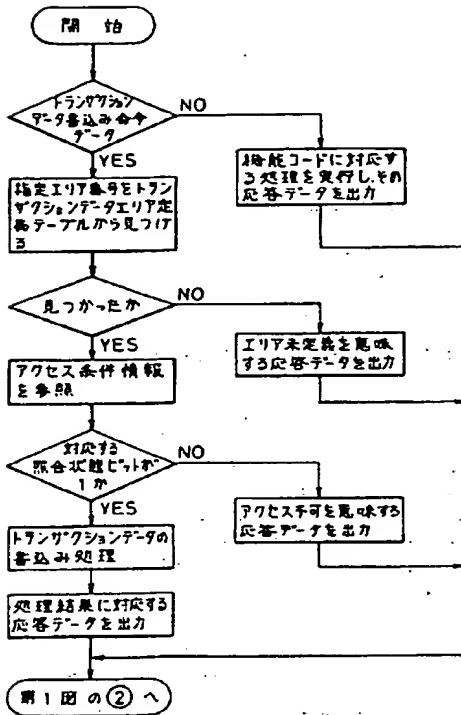 開始
トランザクション
データ書込み命令
データ
NO
YES
機能コードに対応す
る処理を実行し、その
応答データを出力
指定エリア番号をトラン
ザクションデータエリア定
義テーブルから見つけ
る
見つかったか
NO
YES
エリア未定義を意味
する応答データを出力
アクセス条件情報
を参照
対応する
照合状態ビットが
1か
NO
YES
アクセス不可を意味する
応答データを出力
トランザクションデータの
書込み処理
処理結果に対応する
応答データを出力
第1図の②へ